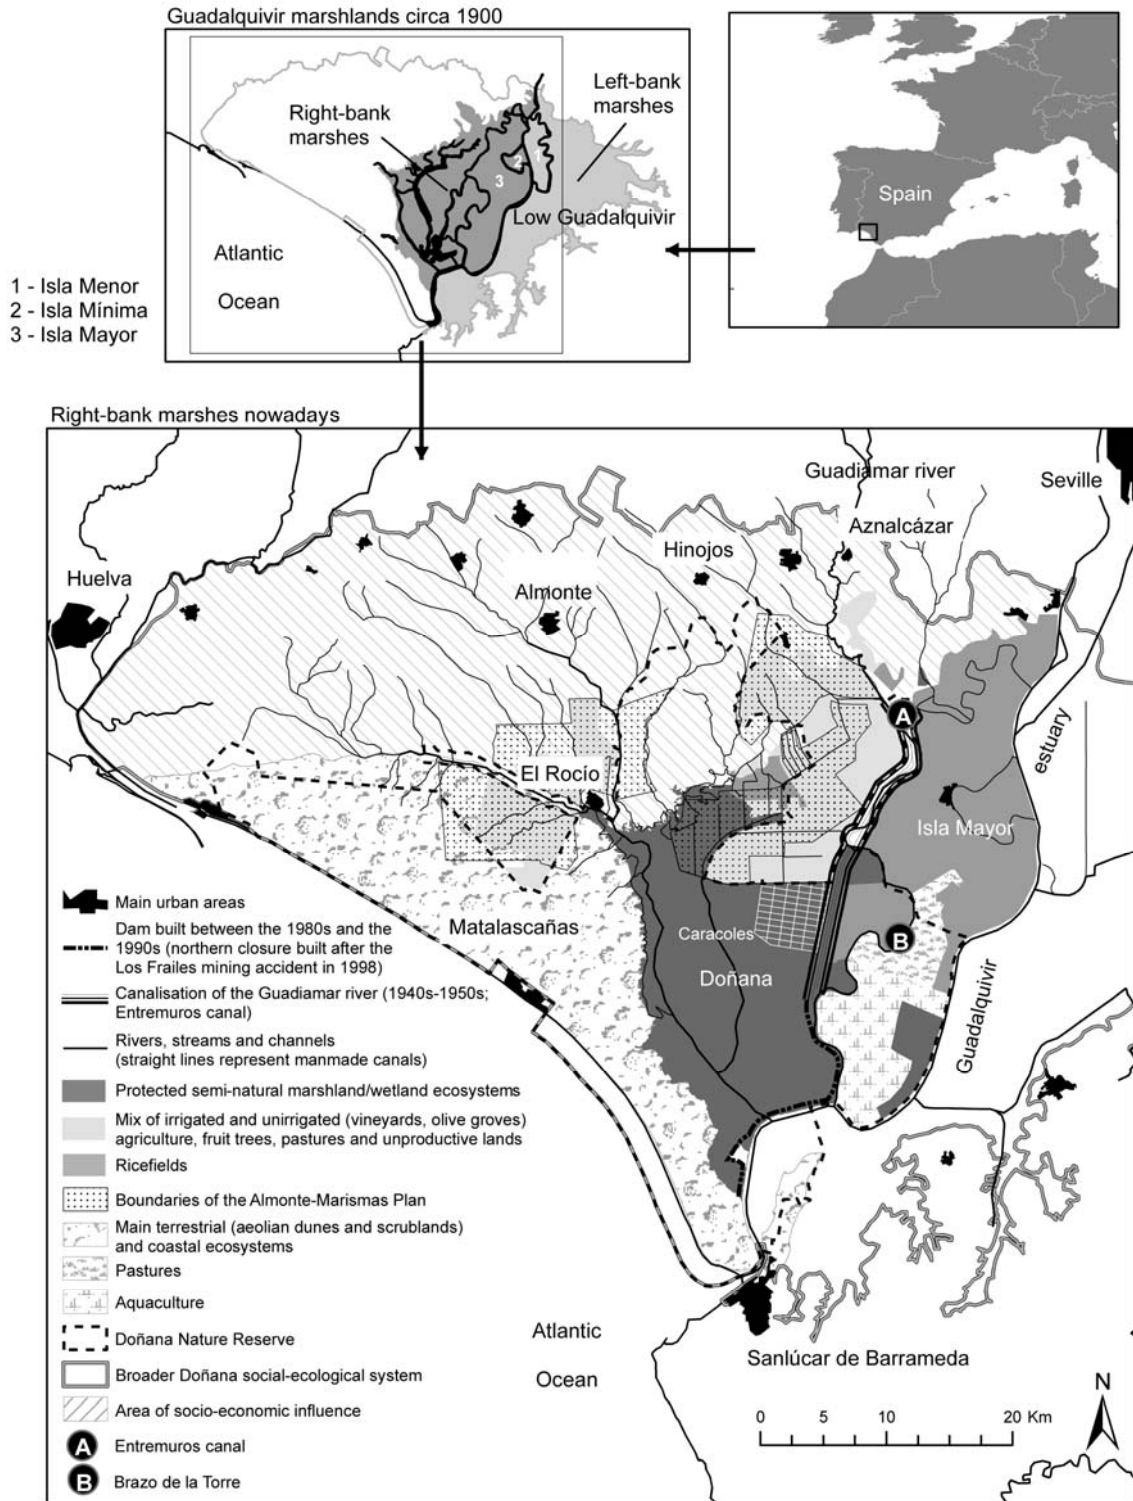 Guadalquivir marshlands circa 1900
Left-bank
marshes
Right-bank
marshes
1
2
3
Low Guadalquivir
Atlantic
Ocean
1 - Isla Menor
2 - Isla Mínima
3 - Isla Mayor
Spain
Right-bank marshes nowadays
Guadiamar river
Seville
Aznalcázar
Hinojos
Huelva
Almonte
A
estuary
El Rocío
Isla Mayor
Matalascañas
Caracoles
B
Doñana
Guadalquivir
Main urban areas
Dam built between the 1980s and the
1990s (northern closure built after the
Los Frailes mining accident in 1998)
Canalisation of the Guadiamar river (1940s-1950s;
Entremuros canal)
Rivers, streams and channels
(straight lines represent manmade canals)
Protected semi-natural marshland/wetland ecosystems
Mix of irrigated and unirrigated (vineyards, olive groves)
agriculture, fruit trees, pastures and unproductive lands
Ricefields
Boundaries of the Almonte-Marismas Plan
Main terrestrial (aeolian dunes and scrublands)
and coastal ecosystems
Pastures
Aquaculture
Doñana Nature Reserve
Broader Doñana social-ecological system
Area of socio-economic influence
A Entremuros canal
B Brazo de la Torre
Atlantic
Ocean
Sanlúcar de Barrameda
N
0 5 10 20 Km